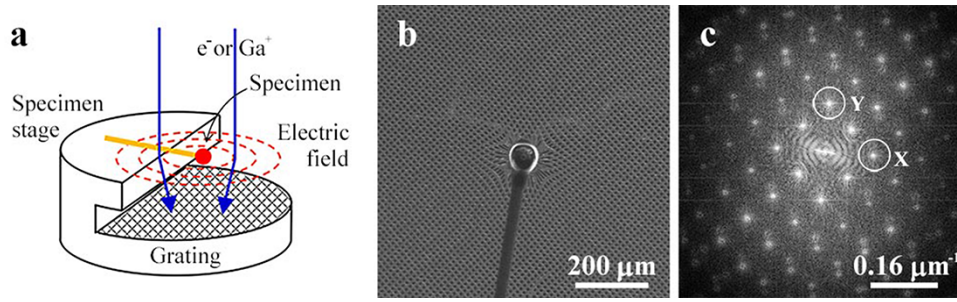 a
e⁻ or Ga⁺
Specimen
Specimen
stage
Electric
field
Grating
b
200 μm
c
Y
X
0.16 μm⁻¹